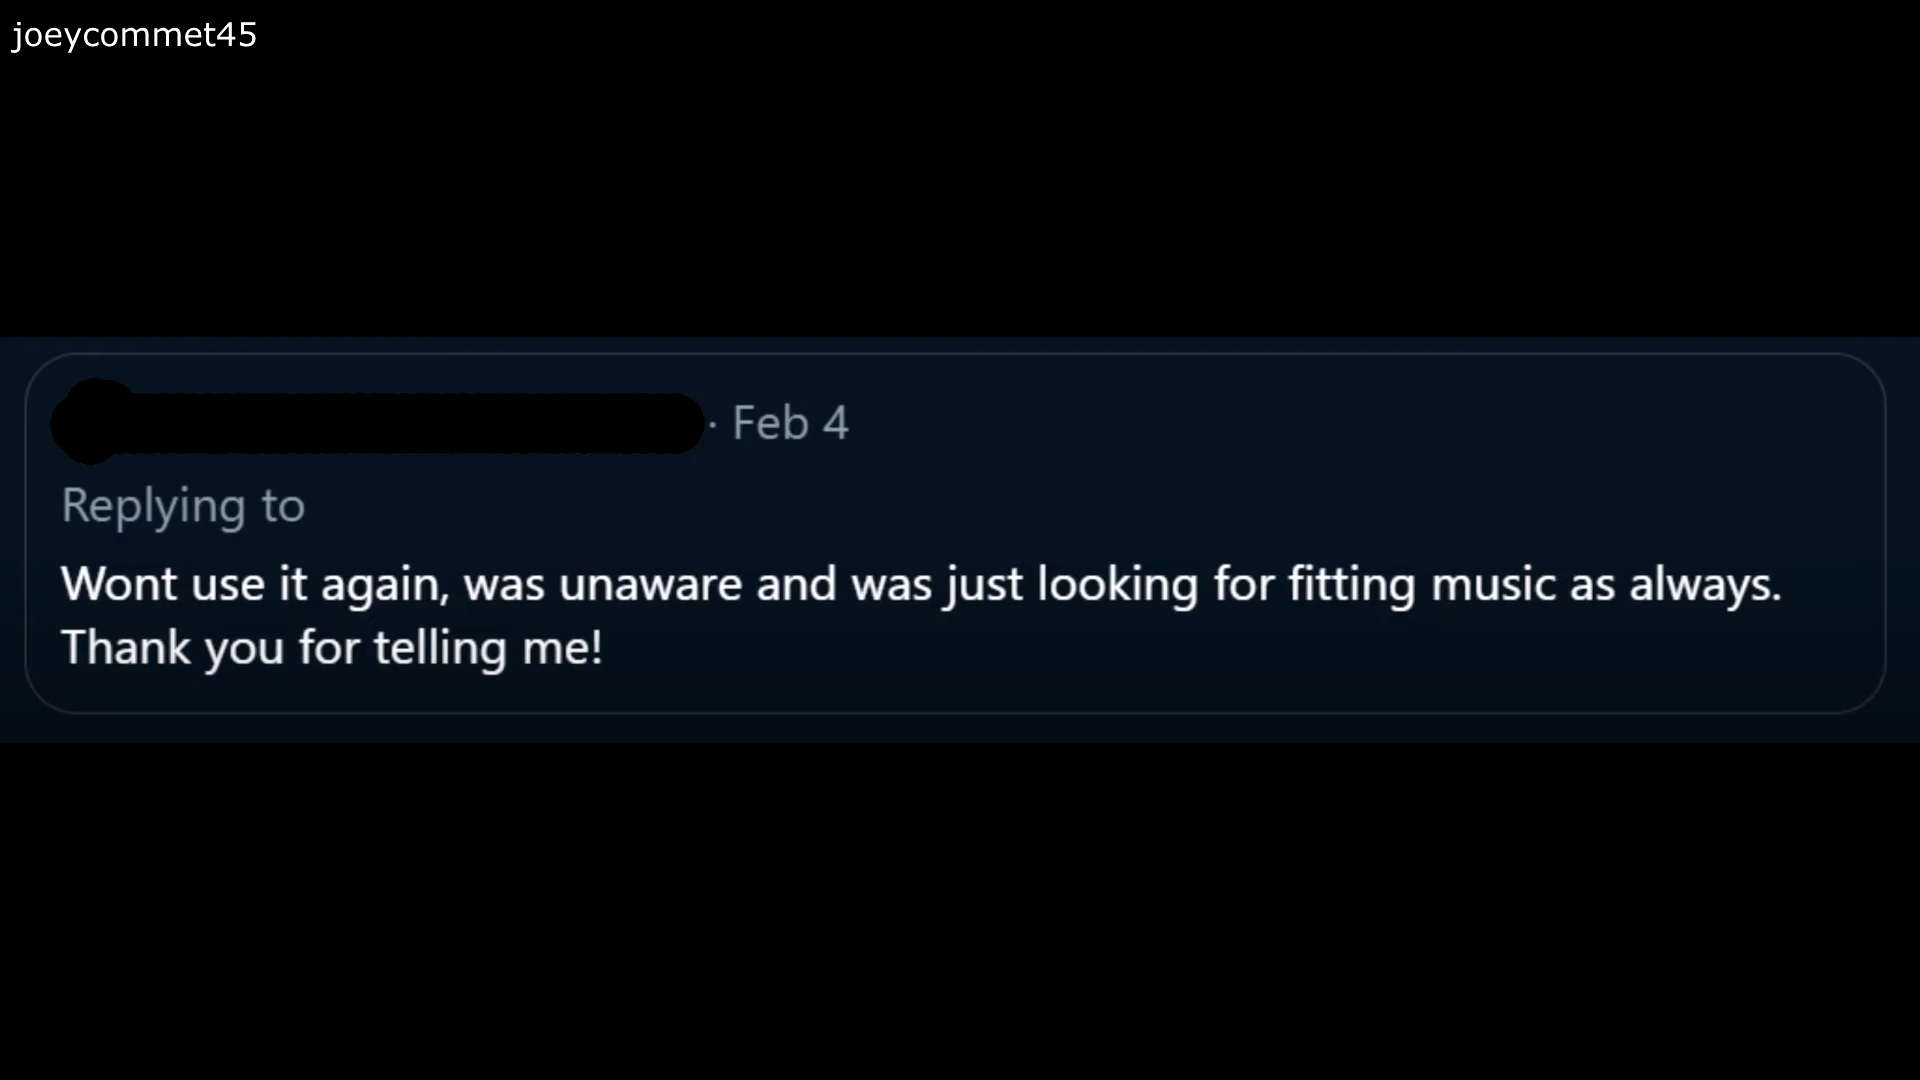 joeycommet45
· Feb 4
Replying to
Wont use it again, was unaware and was just looking for fitting music as always.
Thank you for telling me!